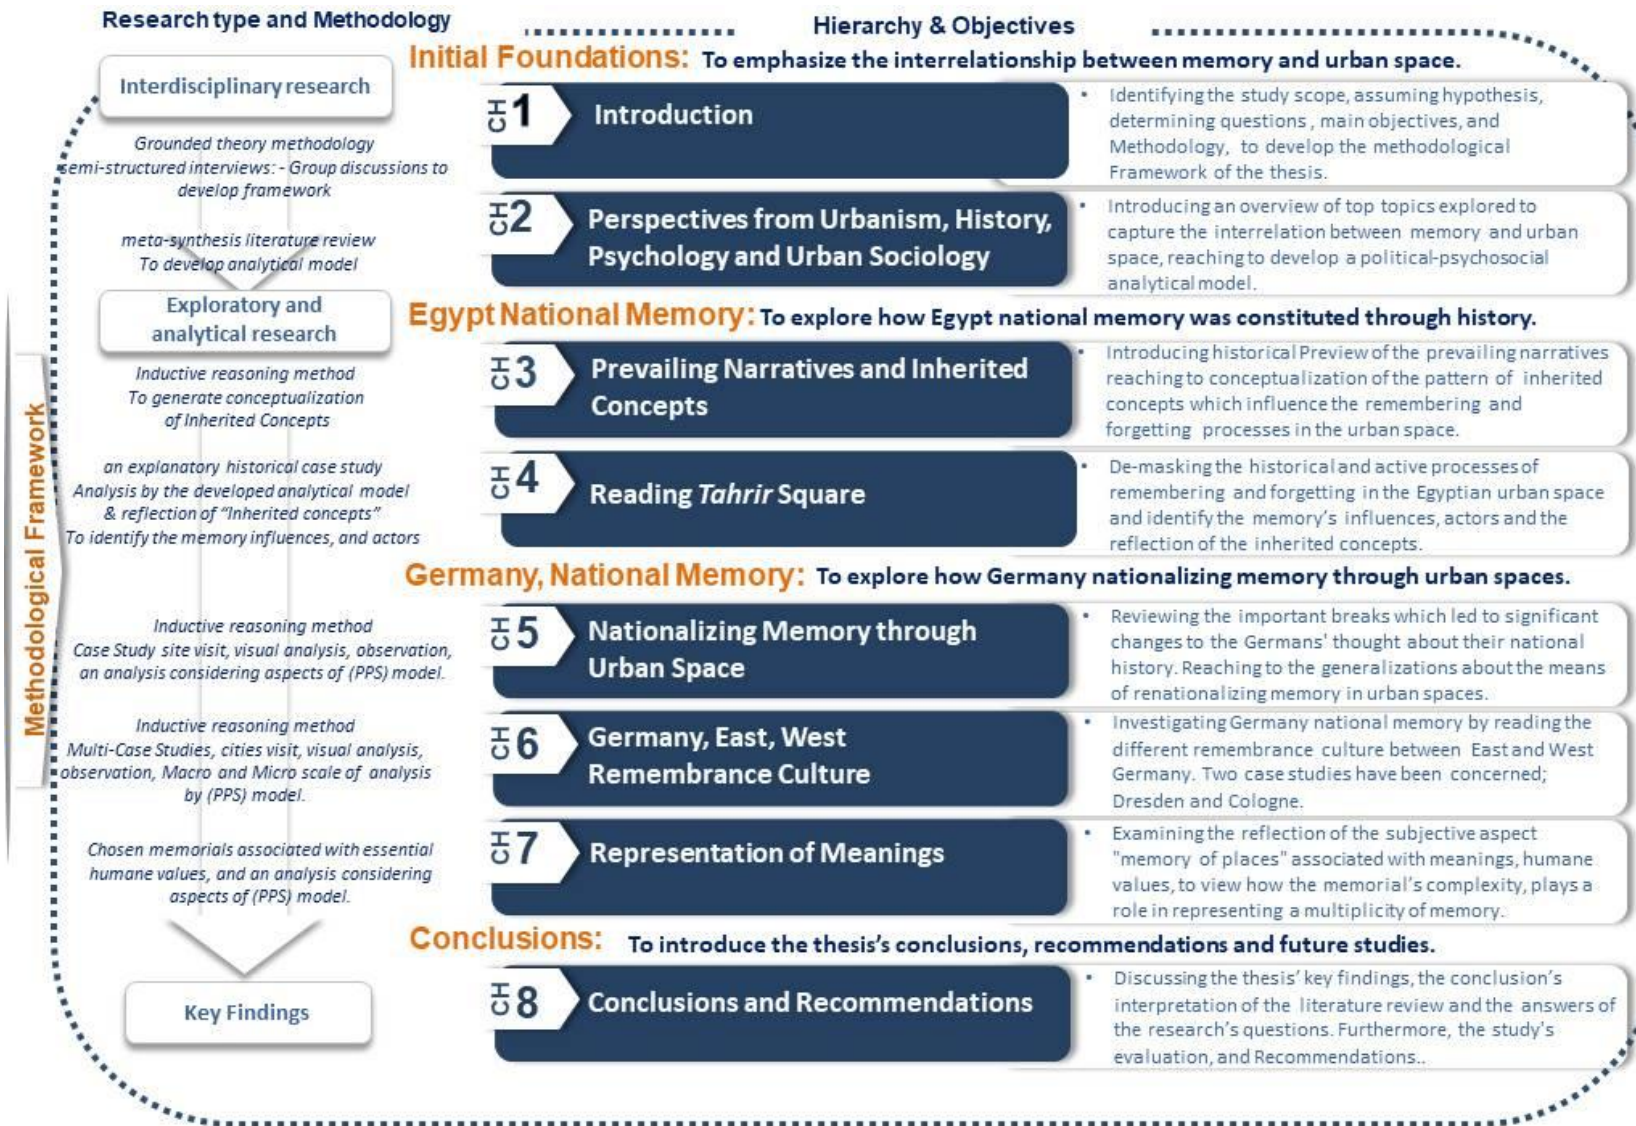 Research type and Methodology
Hierarchy & Objectives
Methodological Framework
Interdisciplinary research
Grounded theory methodology
semi-structured interviews: - Group discussions to
develop framework
meta-synthesis literature review
To develop analytical model
Exploratory and
analytical research
Inductive reasoning method
To generate conceptualization
of Inherited Concepts
an explanatory historical case study
Analysis by the developed analytical model
& reflection of “Inherited concepts”
To identify the memory influences, and actors
Inductive reasoning method
Case Study site visit, visual analysis, observation,
an analysis considering aspects of (PPS) model.
Inductive reasoning method
Multi-Case Studies, cities visit, visual analysis,
observation, Macro and Micro scale of analysis
by (PPS) model.
Chosen memorials associated with essential
humane values, and an analysis considering
aspects of (PPS) model.
Key Findings
Initial Foundations: To emphasize the interrelationship between memory and urban space.
CH 1
Introduction
• Identifying the study scope, assuming hypothesis,
determining questions , main objectives, and
Methodology, to develop the methodological
Framework of the thesis.
CH 2
Perspectives from Urbanism, History,
Psychology and Urban Sociology
• Introducing an overview of top topics explored to
capture the interrelation between memory and urban
space, reaching to develop a political-psychosocial
analytical model.
Egypt National Memory: To explore how Egypt national memory was constituted through history.
CH 3
Prevailing Narratives and Inherited
Concepts
• Introducing historical Preview of the prevailing narratives
reaching to conceptualization of the pattern of inherited
concepts which influence the remembering and
forgetting processes in the urban space.
CH 4
Reading Tahrir Square
• De-masking the historical and active processes of
remembering and forgetting in the Egyptian urban space
and identify the memory’s influences, actors and the
reflection of the inherited concepts.
Germany, National Memory: To explore how Germany nationalizing memory through urban spaces.
CH 5
Nationalizing Memory through
Urban Space
• Reviewing the important breaks which led to significant
changes to the Germans' thought about their national
history. Reaching to the generalizations about the means
of renationalizing memory in urban spaces.
CH 6
Germany, East, West
Remembrance Culture
• Investigating Germany national memory by reading the
different remembrance culture between East and West
Germany. Two case studies have been concerned;
Dresden and Cologne.
CH 7
Representation of Meanings
• Examining the reflection of the subjective aspect
"memory of places" associated with meanings, humane
values, to view how the memorial’s complexity, plays a
role in representing a multiplicity of memory.
Conclusions: To introduce the thesis’s conclusions, recommendations and future studies.
CH 8
Conclusions and Recommendations
• Discussing the thesis’ key findings, the conclusion’s
interpretation of the literature review and the answers of
the research’s questions. Furthermore, the study's
evaluation, and Recommendations..